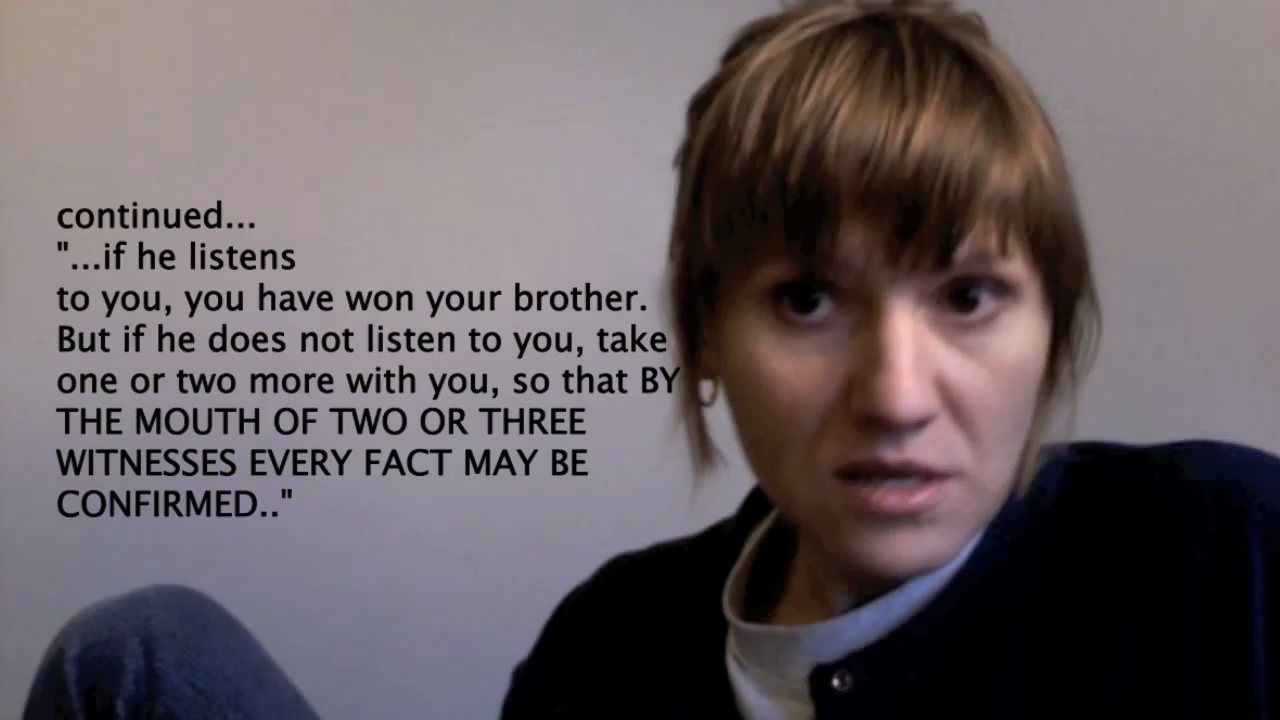 continued...
"...if he listens
to you, you have won your brother.
But if he does not listen to you, take
one or two more with you, so that BY
THE MOUTH OF TWO OR THREE
WITNESSES EVERY FACT MAY BE
CONFIRMED.."